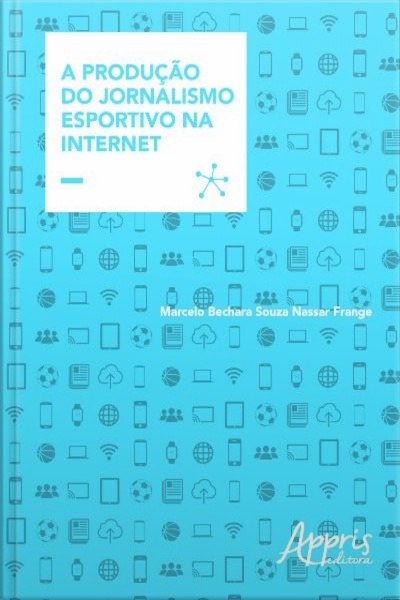 A PRODUÇÃO
DO JORNALISMO
ESPORTIVO NA
INTERNET
Marcelo Bechara Souza Nassar Frange
Appris
editora